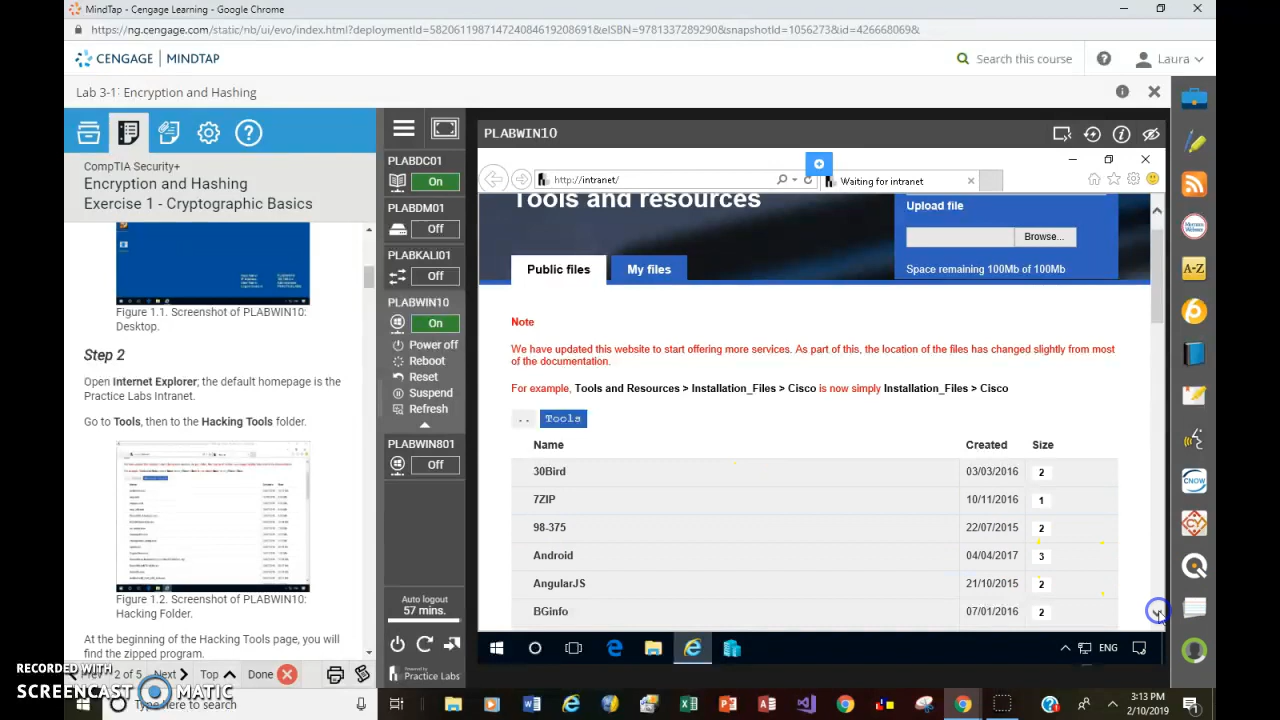 MindTap - Cengage Learning - Google Chrome
https://ng.cengage.com/static/nb/ui/evo/index.html?deploymentId=582061198714724084619208691&eISBN=9781337289290&snapshotId=1056273&id=426668069&
CENGAGE | MINDTAP
Search this course
Laura
Lab 3-1: Encryption and Hashing
CompTIA Security+
Encryption and Hashing
Exercise 1 - Cryptographic Basics
Figure 1.1. Screenshot of PLABWIN10:
Desktop.
Step 2
Open Internet Explorer; the default homepage is the
Practice Labs Intranet.
Go to Tools, then to the Hacking Tools folder.
Figure 1.2. Screenshot of PLABWIN10:
Hacking Folder.
At the beginning of the Hacking Tools page, you will
find the zipped program.
Prev 2 of 5 Next Top Done
PLABDC01
On
PLABDM01
Off
PLABKALI01
Off
PLABWIN10
On
Power off
Reboot
Reset
Suspend
Refresh
PLABWIN801
Off
Auto logout
57 mins.
Powered by
Practice Labs
PLABWIN10
http://intranet/
Waiting for intranet
Tools and resources
Upload file
Browse...
Space remaining 100Mb of 100Mb
Public files
My files
Note
We have updated this website to start offering more services. As part of this, the location of the files has changed slightly from most
of the documentation.
For example, Tools and Resources > Installation_Files > Cisco is now simply Installation_Files > Cisco
.. Tools
Name Created Size
30Bird 03/03/2016 2
7ZIP 10/11/2016 1
98-375 22/07/2015 2
Android 04/04/2017 3
AngularJS 21/10/2015 2
BGinfo 07/01/2016 2
ENG
A-Z
CNOW
RECORDED WITH
SCREENCAST MATIC
Type here to search
3:13 PM
2/10/2019